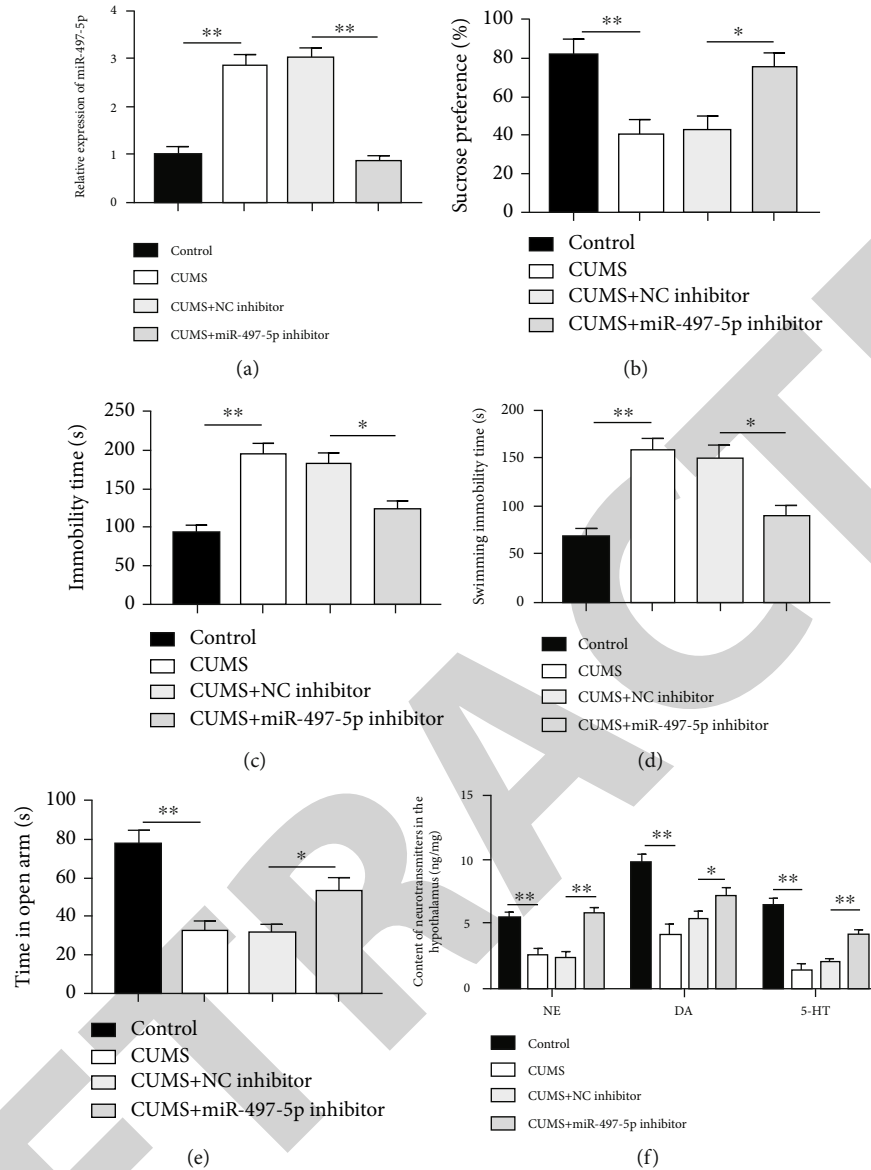 Relative expression of miR-497-5p
4
3
2
1
0
**
**
Control
CUMS
CUMS+NC inhibitor
CUMS+miR-497-5p inhibitor
(a)
Sucrose preference (%)
100
80
60
40
20
0
**
*
Control
CUMS
CUMS+NC inhibitor
CUMS+miR-497-5p inhibitor
(b)
Immobility time (s)
250
200
150
100
50
0
**
*
Control
CUMS
CUMS+NC inhibitor
CUMS+miR-497-5p inhibitor
(c)
Swimming immobility time (s)
200
150
100
50
0
**
*
Control
CUMS
CUMS+NC inhibitor
CUMS+miR-497-5p inhibitor
(d)
Time in open arm (s)
100
80
60
40
20
0
**
*
Control
CUMS
CUMS+NC inhibitor
CUMS+miR-497-5p inhibitor
(e)
Content of neurotransmitters in the
hypothalamus (ng/mg)
15
10
5
0
**
**
**
*
**
**
NE
DA
5-HT
Control
CUMS
CUMS+NC inhibitor
CUMS+miR-497-5p inhibitor
(f)
ETRACTE